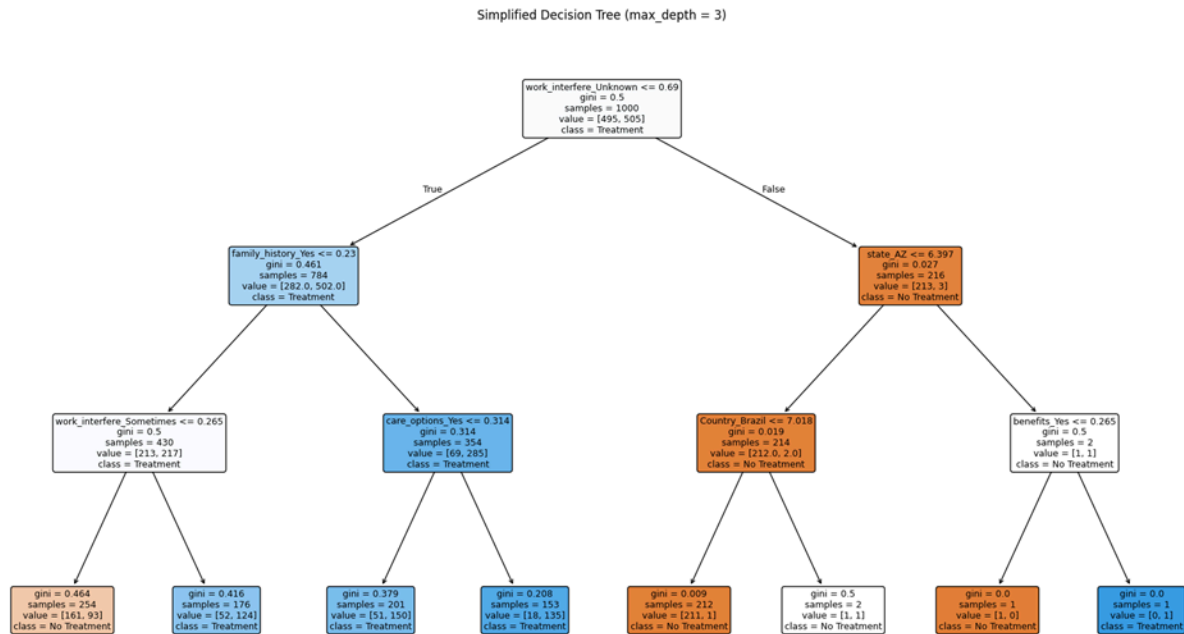 Simplified Decision Tree (max_depth = 3)
work_interfere_Unknown <= 0.69
gini = 0.5
samples = 1000
value = [495, 505]
class = Treatment
True
False
family_history_Yes <= 0.23
gini = 0.461
samples = 784
value = [282.0, 502.0]
class = Treatment
state_AZ <= 6.397
gini = 0.027
samples = 216
value = [213, 3]
class = No Treatment
work_interfere_Sometimes <= 0.265
gini = 0.5
samples = 430
value = [213, 217]
class = Treatment
care_options_Yes <= 0.314
gini = 0.314
samples = 354
value = [69, 285]
class = Treatment
Country_Brazil <= 7.018
gini = 0.019
samples = 214
value = [212.0, 2.0]
class = No Treatment
benefits_Yes <= 0.265
gini = 0.5
samples = 2
value = [1, 1]
class = No Treatment
gini = 0.464
samples = 254
value = [161, 93]
class = No Treatment
gini = 0.416
samples = 176
value = [52, 124]
class = Treatment
gini = 0.379
samples = 201
value = [51, 150]
class = Treatment
gini = 0.208
samples = 153
value = [18, 135]
class = Treatment
gini = 0.009
samples = 212
value = [211, 1]
class = No Treatment
gini = 0.5
samples = 2
value = [1, 1]
class = No Treatment
gini = 0.0
samples = 1
value = [1, 0]
class = No Treatment
gini = 0.0
samples = 1
value = [0, 1]
class = Treatment